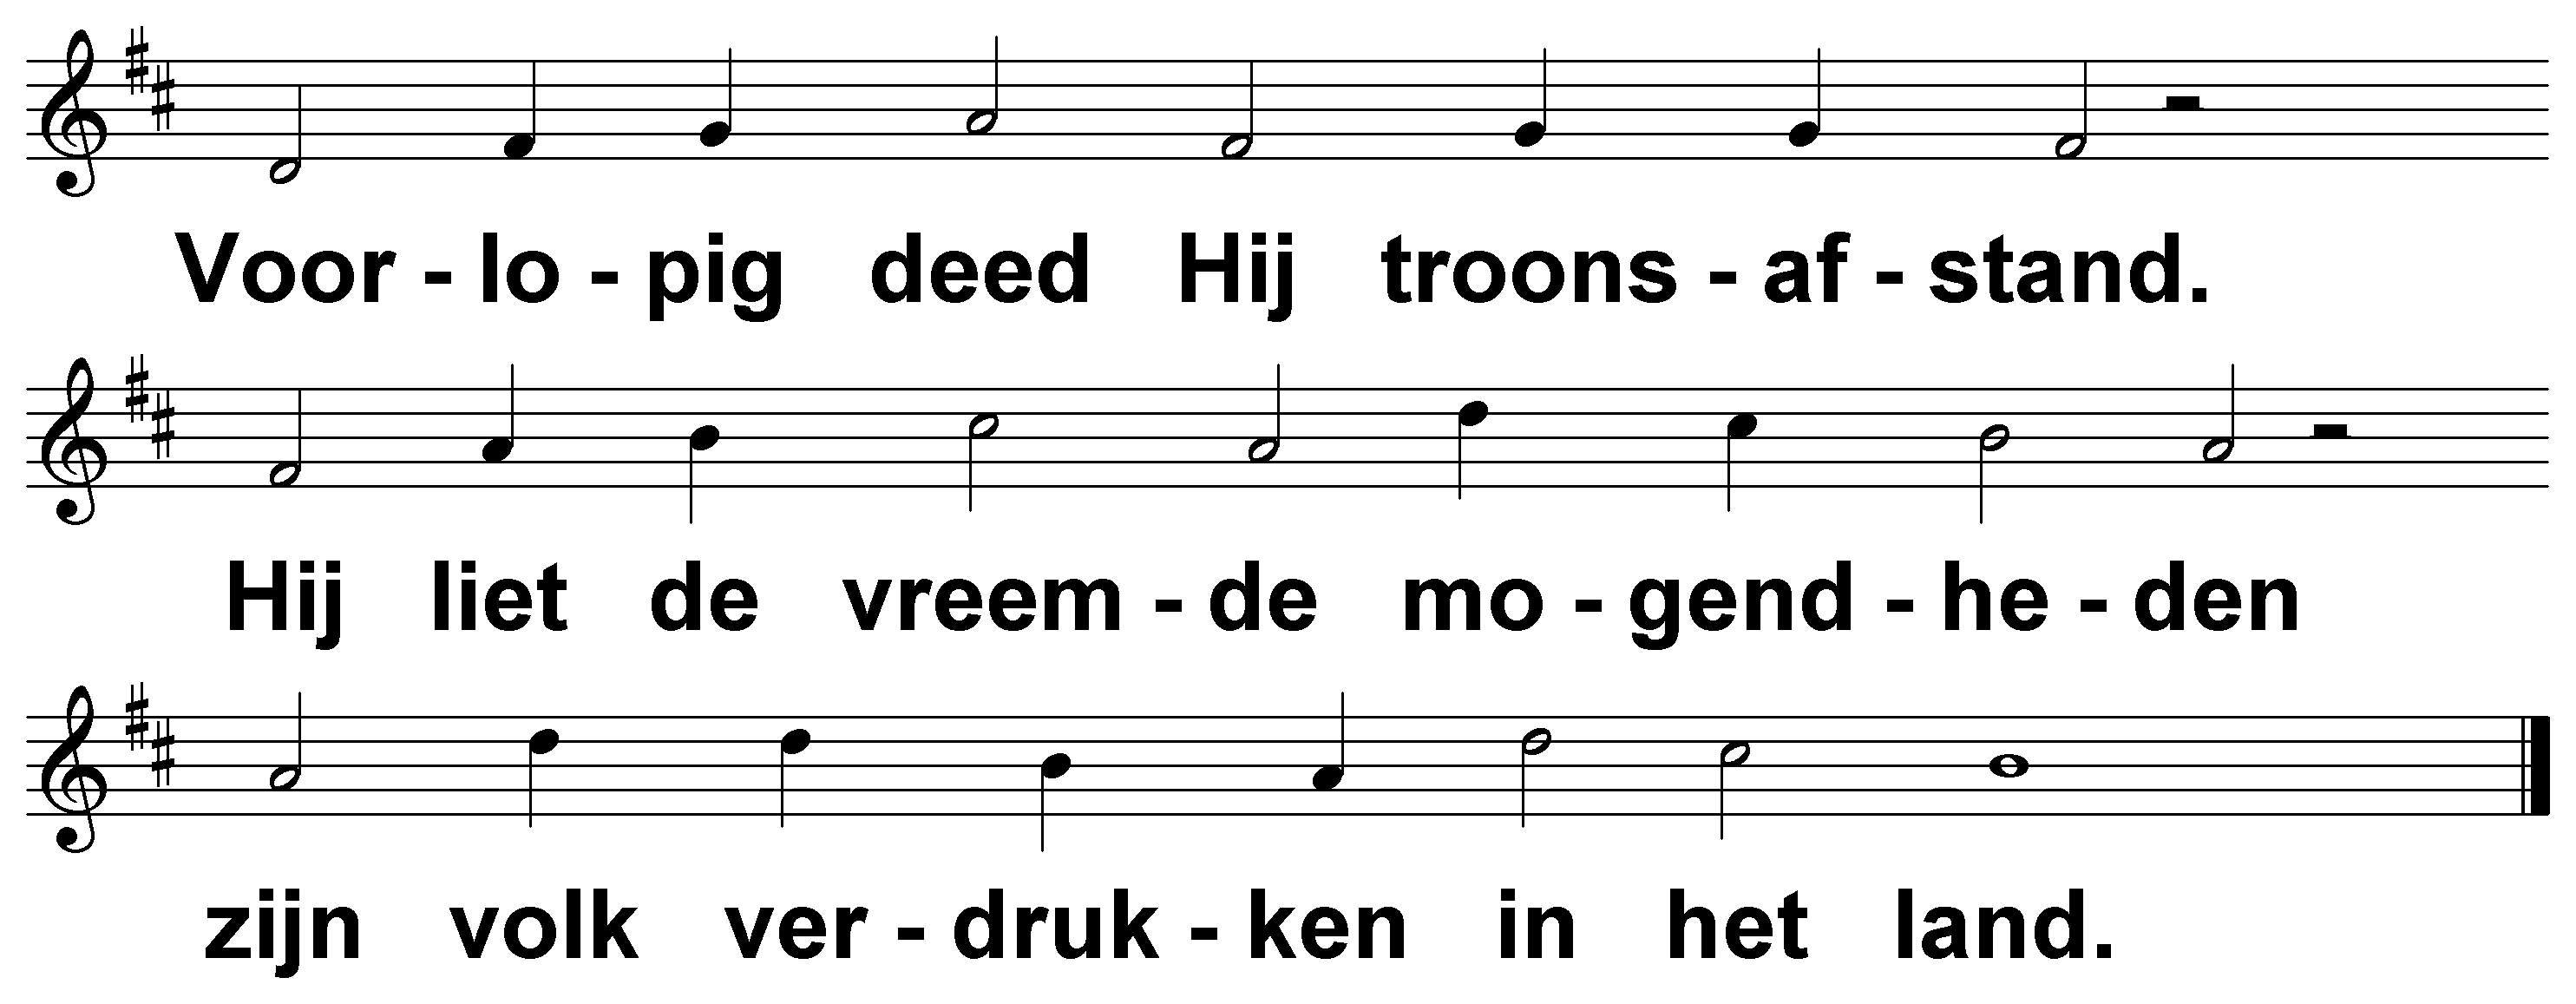 Voor - lo - pig deed Hij troons - af - stand.
Hij liet de vreem - de mo - gend - he - den
zijn volk ver - druk - ken in het land.